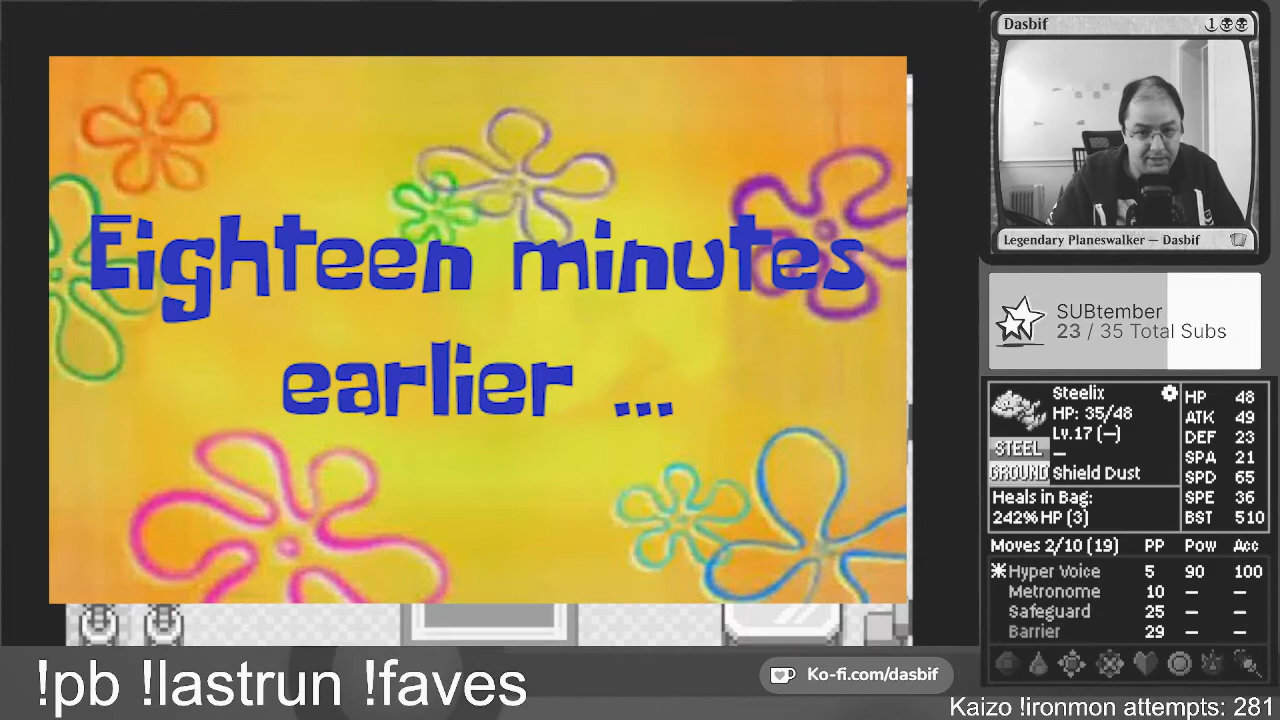 Eighteen minutes
earlier ...
Dasbif 1
Legendary Planeswalker — Dasbif
SUBtember
23 / 35 Total Subs
Steelix
HP: 35/48
Lv.17 (—)
STEEL —
GROUND Shield Dust
Heals in Bag:
242% HP (3)
HP 48
ATK 49
DEF 23
SPA 21
SPD 65
SPE 36
BST 510
Moves 2/10 (19) PP Pow Acc
Hyper Voice 5 90 100
Metronome 10 — —
Safeguard 25 — —
Barrier 29 — —
!pb !lastrun !faves
Ko-fi.com/dasbif
Kaizo !ironmon attempts: 281